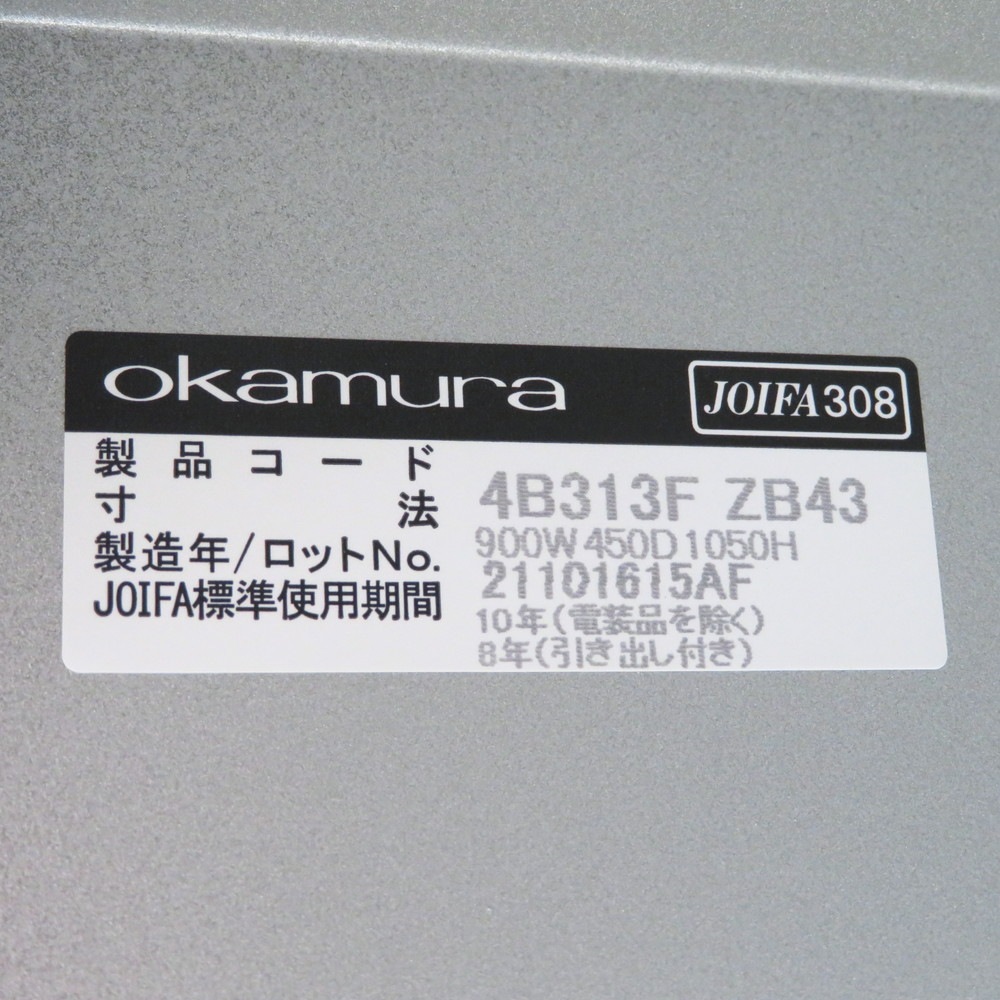 okamura JOIFA308
製品コード 4B313F ZB43
寸法 900W450D1050H
製造年/ロットNo. 21101615AF
JOIFA標準使用期間 10年(電装品を除く)
8年(引き出し付き)